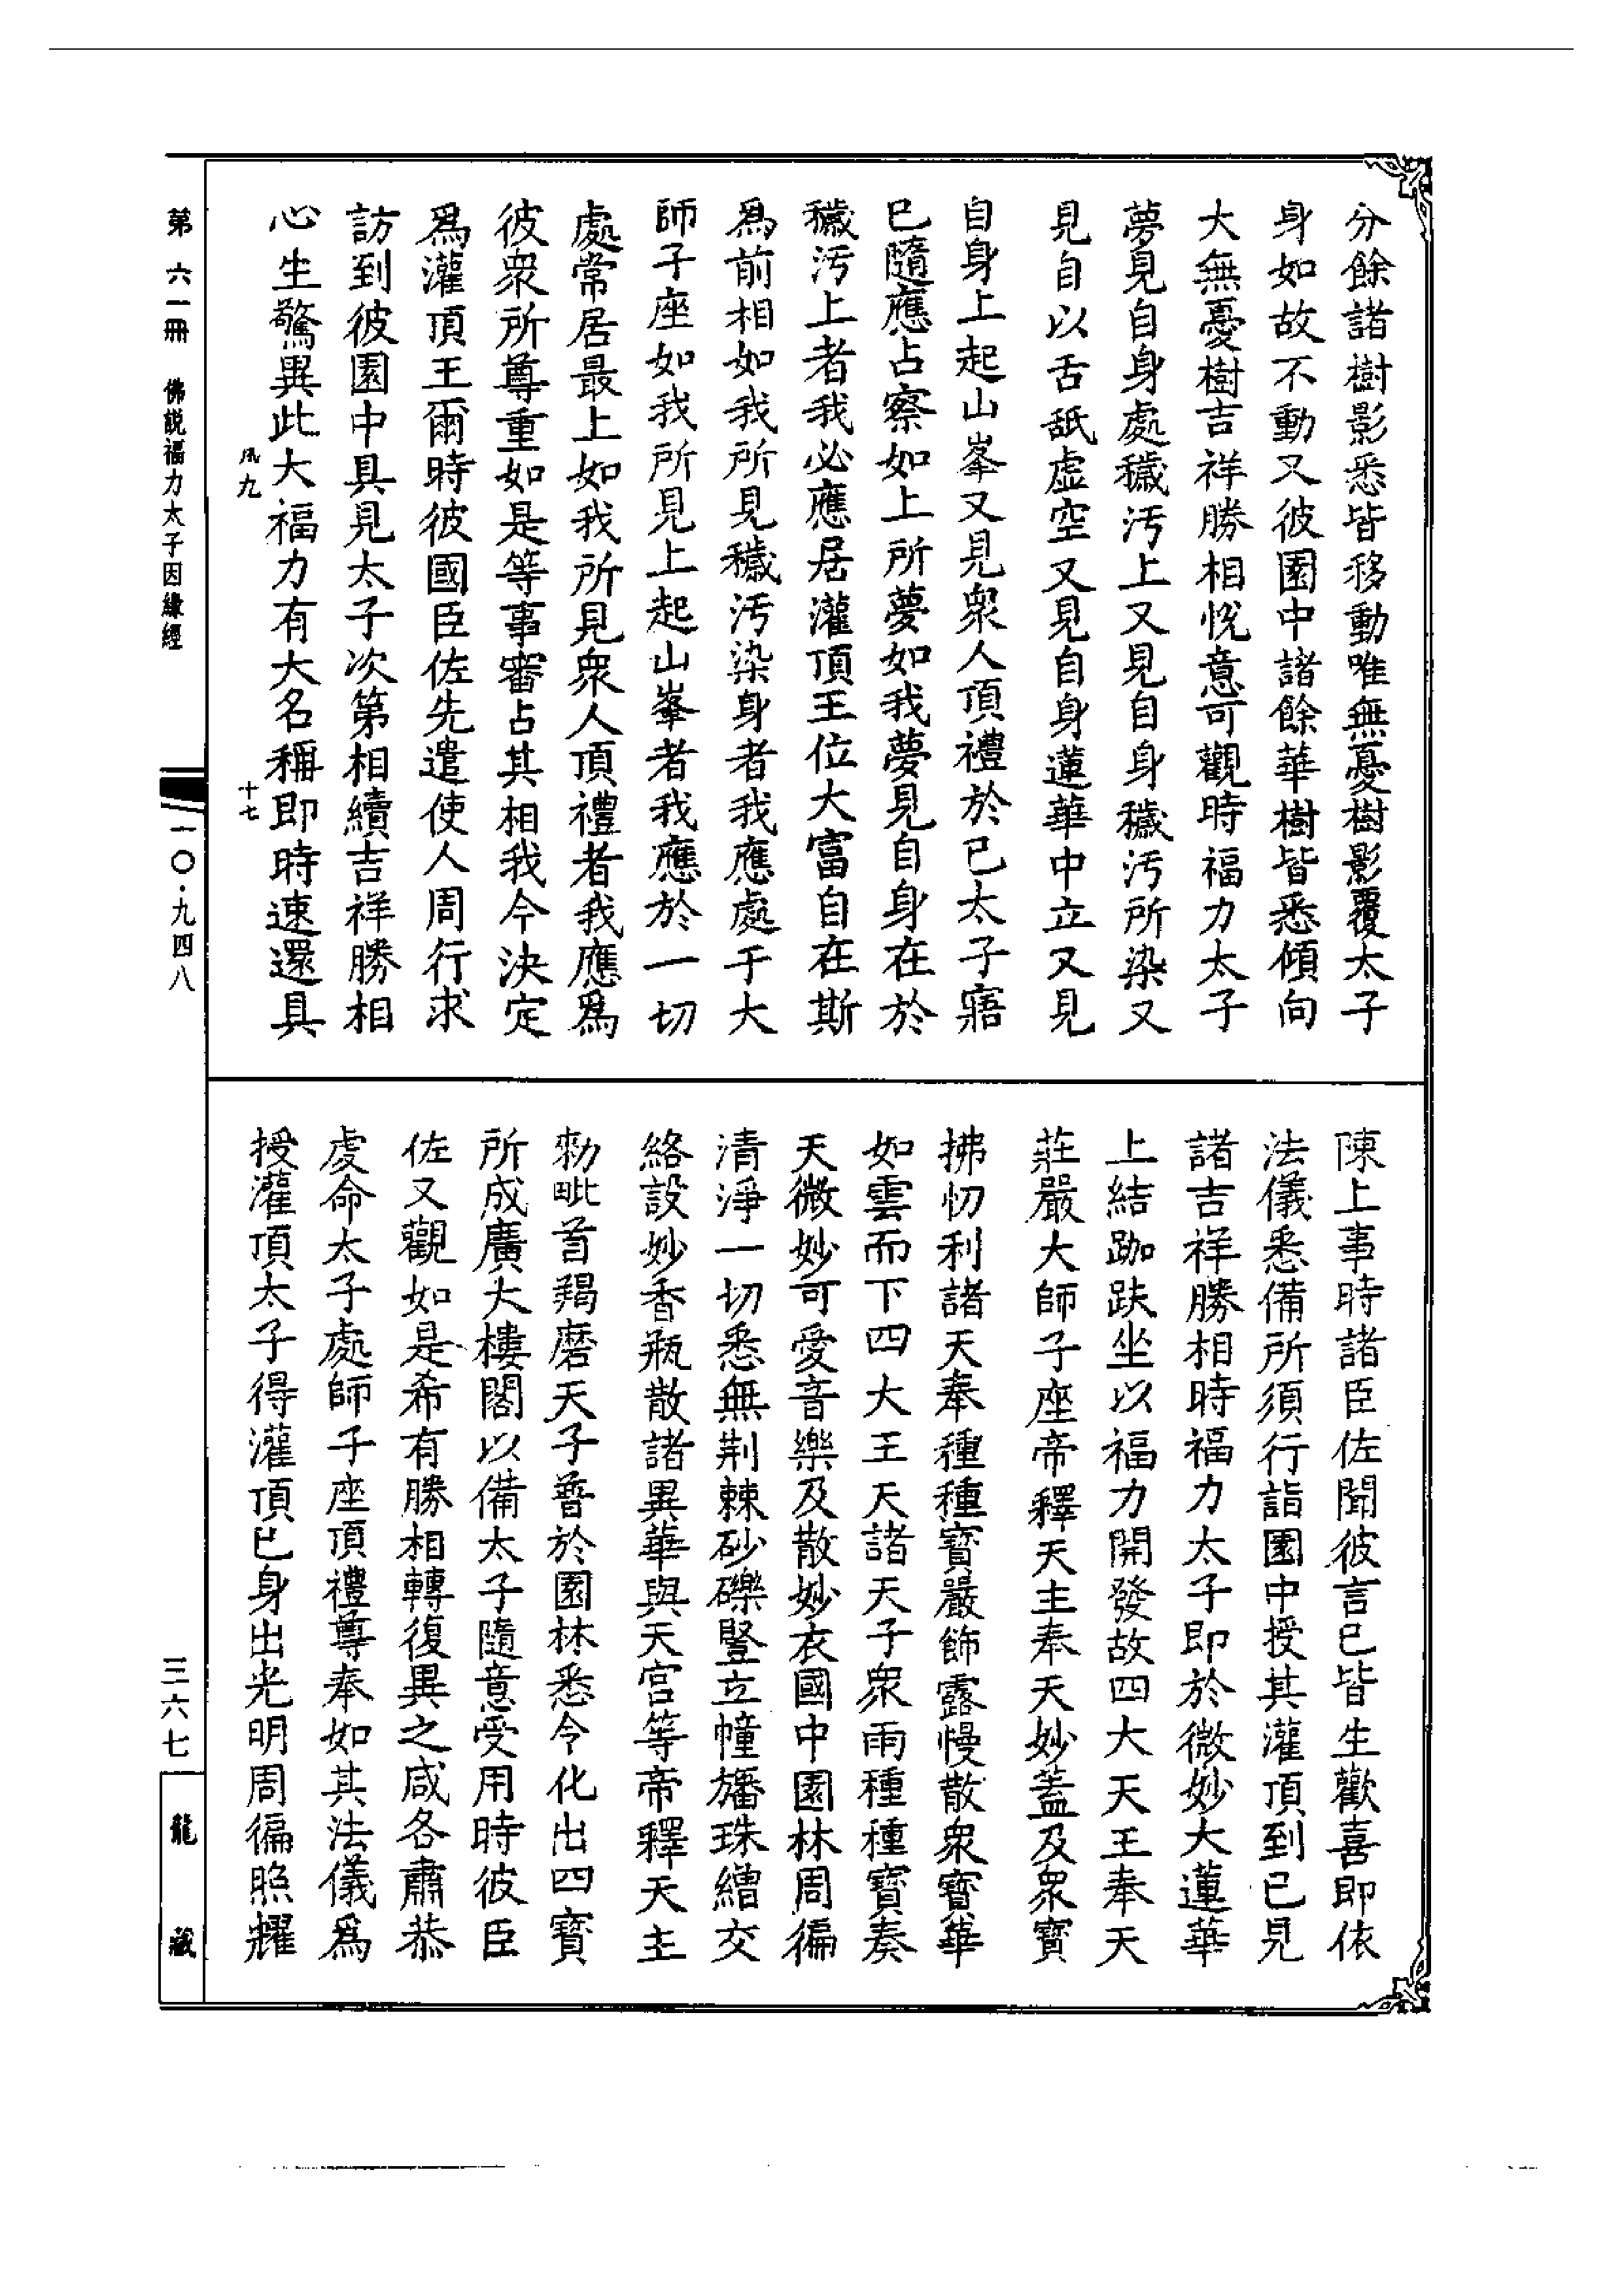 分餘諸樹影悉皆移動唯無憂樹影覆太子
身如故不動又彼園中諸餘華樹皆悉傾向
大無憂樹吉祥勝相悅意可觀時福力太子
夢見自身處穢污上又見自身穢污所染又
見自以舌舐虛空又見自身蓮華中立又見
自身上起山峯又見衆人頂禮於已太子寤
已隨應占察如上所夢如我夢見自身在於
穢污上者我必應居灌頂王位大富自在斯
爲前相如我所見穢污染身者我應處于大
師子座如我所見上起山峯者我應於一切
處常居最上如我所見衆人頂禮者我應爲
彼衆所尊重如是等事審占其相我今決定
爲灌頂王爾時彼國臣佐先遣使人周行求
訪到彼園中具見太子次第相續吉祥勝相
心生驚異此大福力有大名稱即時速還具
陳上事時諸臣佐聞彼言已皆生歡喜即依
法儀悉備所須行詣園中授其灌頂到已見
諸吉祥勝相時福力太子即於微妙大蓮華
上結跏趺坐以福力開發故四大天王奉天
莊嚴大師子座帝釋天主奉天妙蓋及衆寶
拂忉利諸天奉種種寶嚴飾露幔散衆寶華
如雲而下四大王天諸天子衆雨種種寶奏
天微妙可愛音樂及散妙衣國中園林周徧
清淨一切悉無荆棘砂礫豎立幢旛珠繒交
絡設妙香瓶散諸異華與天宮等帝釋天主
勑毗首羯磨天子普於園林悉令化出四寶
所成廣大樓閣以備太子隨意受用時彼臣
佐又觀如是希有勝相轉復異之咸各肅恭
虔命太子處師子座頂禮尊奉如其法儀爲
授灌頂太子得灌頂已身出光明周徧照耀
夙九 十七
第六一冊 佛説福力太子因緣經
一〇·九四八
三六七
龍藏